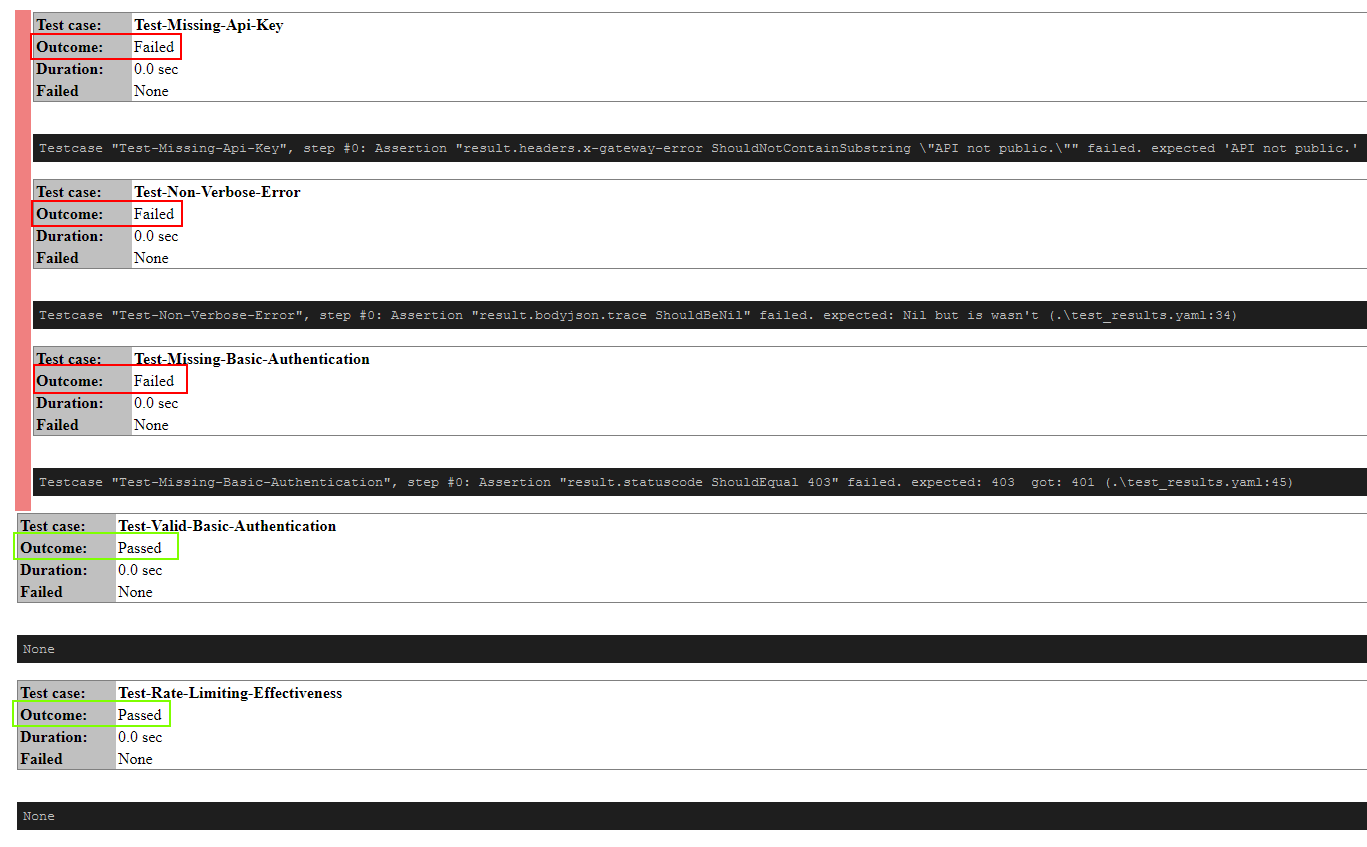 Test case: Test-Missing-Api-Key
Outcome: Failed
Duration: 0.0 sec
Failed None
Testcase "Test-Missing-Api-Key", step #0: Assertion "result.headers.x-gateway-error ShouldNotContainSubstring \"API not public.\"" failed. expected 'API not public.'
Test case: Test-Non-Verbose-Error
Outcome: Failed
Duration: 0.0 sec
Failed None
Testcase "Test-Non-Verbose-Error", step #0: Assertion "result.bodyjson.trace ShouldBeNil" failed. expected: Nil but is wasn't (.\test_results.yaml:34)
Test case: Test-Missing-Basic-Authentication
Outcome: Failed
Duration: 0.0 sec
Failed None
Testcase "Test-Missing-Basic-Authentication", step #0: Assertion "result.statuscode ShouldEqual 403" failed. expected: 403  got: 401 (.\test_results.yaml:45)
Test case: Test-Valid-Basic-Authentication
Outcome: Passed
Duration: 0.0 sec
Failed None
None
Test case: Test-Rate-Limiting-Effectiveness
Outcome: Passed
Duration: 0.0 sec
Failed None
None